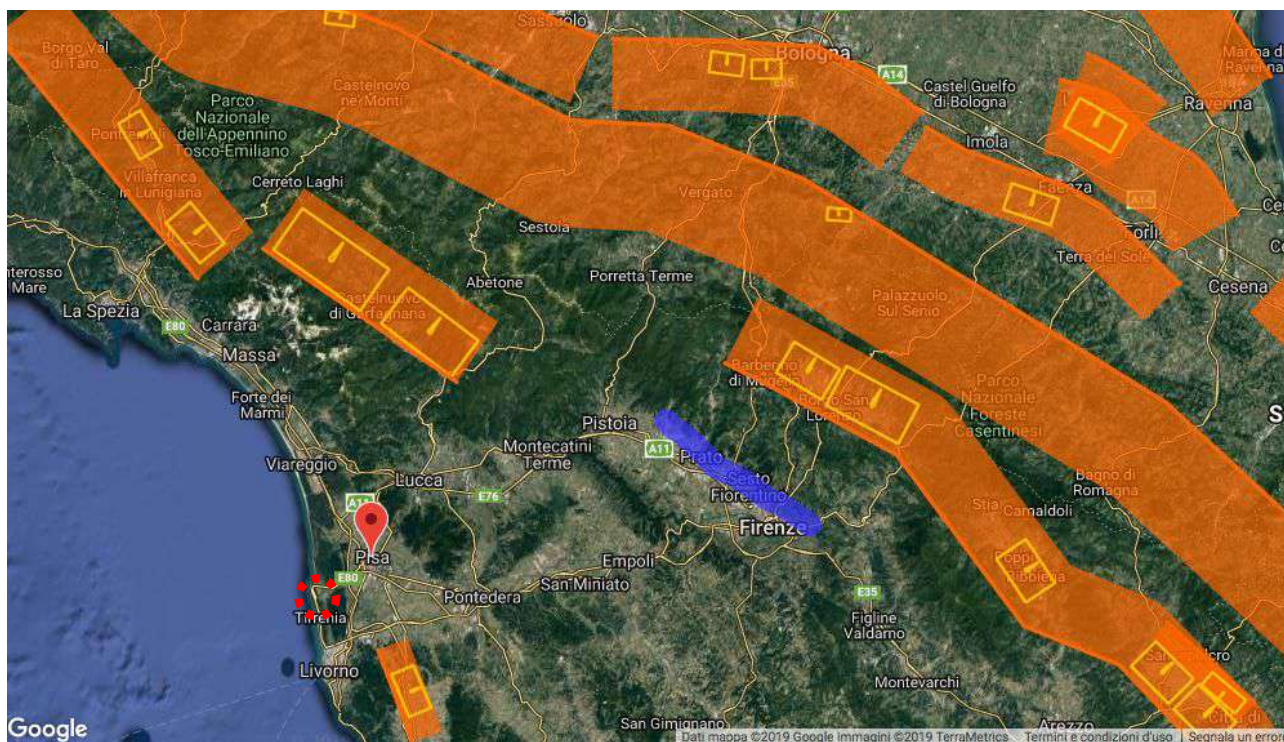 Sassuolo
Borgo Val
di Taro
Bologna
Marina di
Ravenna
A14
Castelnovo
ne' Monti
Castel Guelfo
di Bologna
Parco
Nazionale
dell'Appennino
Tosco-Emiliano
Ravenna
Pontremoli
Imola
Villafranca
in Lunigiana
Cerreto Laghi
Vergato
Faenza
A14
Sestola
Forlì
Terra del Sole
Porretta Terme
Abetone
Cesena
La Spezia
Castelnuovo
di Garfagnana
Palazzuolo
Sul Senio
E80
Carrara
Massa
Barberino
di Mugello
Parco
Nazionale
Foreste
Casentinesi
Forte dei
Marmi
Borgo San
Lorenzo
Pistoia
Montecatini
Terme
A11
Prato
Viareggio
Lucca
Sesto
Fiorentino
Bagno di
Romagna
E76
A11
Stia
Camaldoli
Firenze
Pisa
Empoli
E80
San Miniato
Poppi
Bibbiena
Pontedera
E35
Tirrenia
Figline
Valdarno
Livorno
Montevarchi
San Gimignano
Arezzo
Google
Dati mappa ©2019 Google Immagini ©2019 TerraMetrics
Termini e condizioni d'uso
Segnala un errore